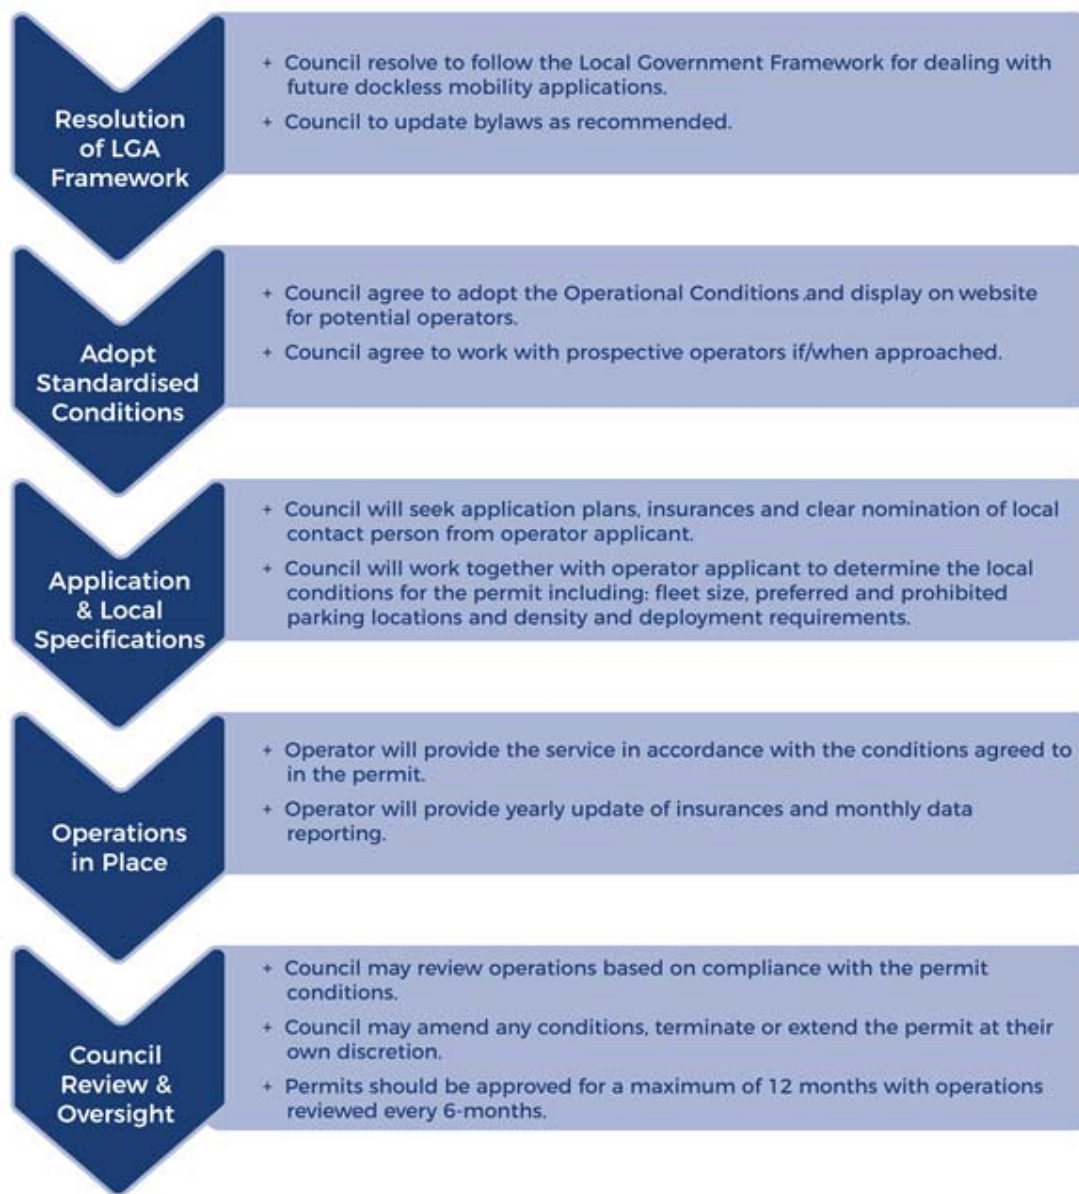 Resolution
of LGA
Framework
+ Council resolve to follow the Local Government Framework for dealing with
future dockless mobility applications.
+ Council to update bylaws as recommended.
Adopt
Standardised
Conditions
+ Council agree to adopt the Operational Conditions.and display on website
for potential operators.
+ Council agree to work with prospective operators if/when approached.
Application
& Local
Specifications
+ Council will seek application plans, insurances and clear nomination of local
contact person from operator applicant.
+ Council will work together with operator applicant to determine the local
conditions for the permit including: fleet size, preferred and prohibited
parking locations and density and deployment requirements.
Operations
in Place
+ Operator will provide the service in accordance with the conditions agreed to
in the permit.
+ Operator will provide yearly update of insurances and monthly data
reporting.
Council
Review &
Oversight
+ Council may review operations based on compliance with the permit
conditions.
+ Council may amend any conditions, terminate or extend the permit at their
own discretion.
+ Permits should be approved for a maximum of 12 months with operations
reviewed every 6-months.